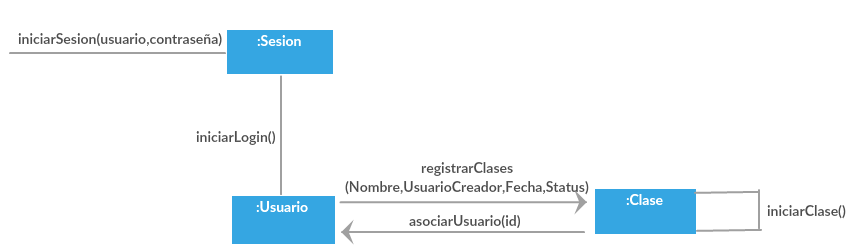 iniciarSesion(usuario,contraseña)
:Sesion
iniciarLogin()
registrarClases
(Nombre,UsuarioCreador,Fecha,Status)
:Usuario
:Clase
iniciarClase()
asociarUsuario(id)